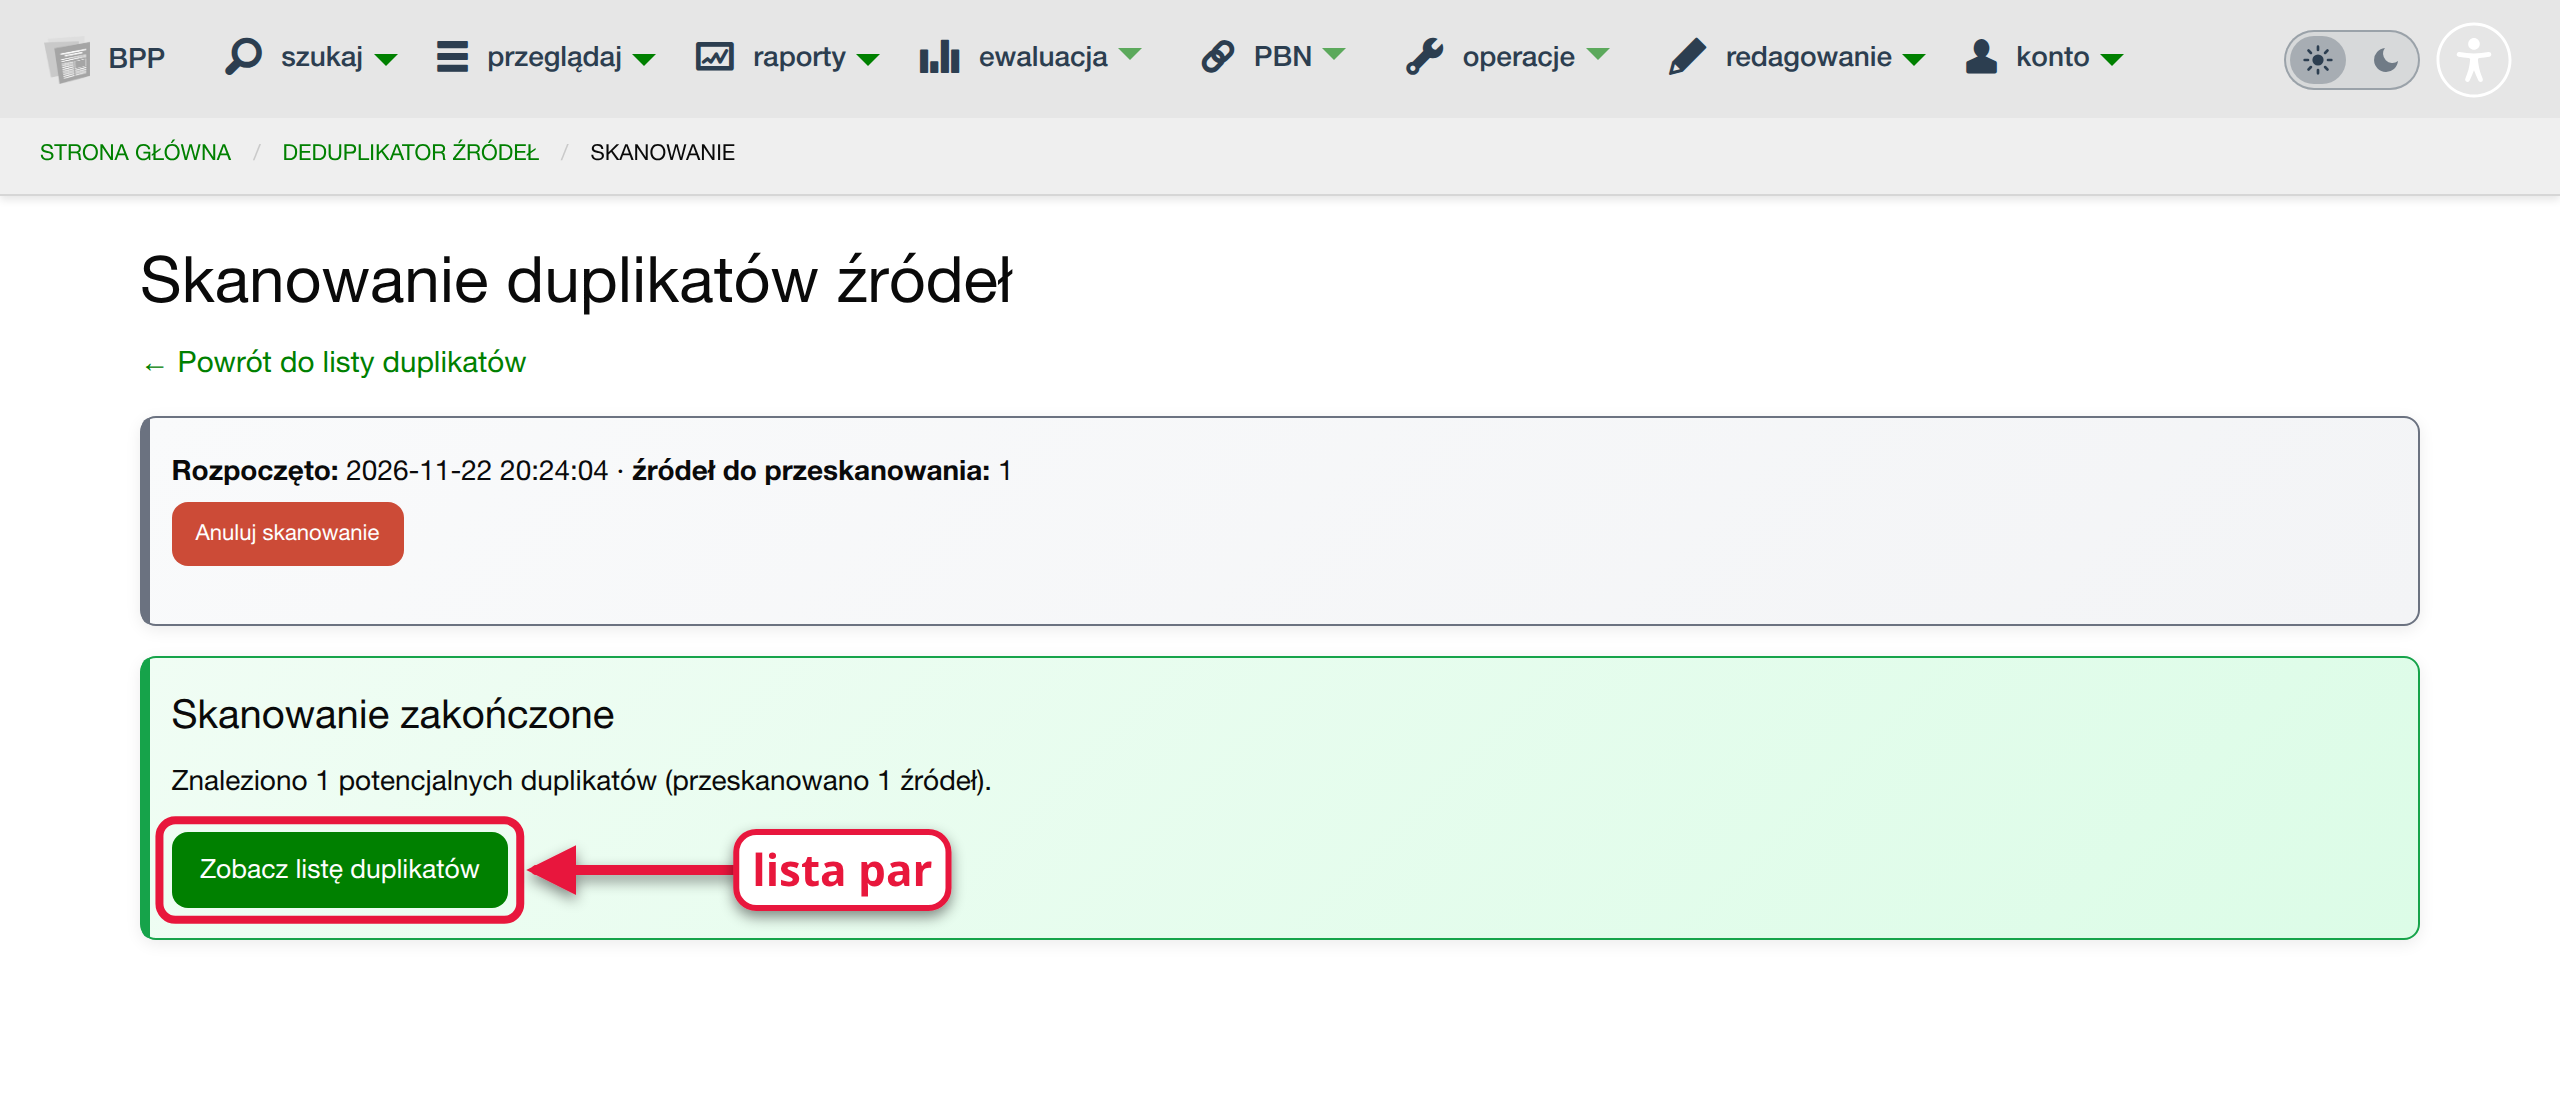 BPP szukaj przeglądaj raporty ewaluacja PBN operacje redagowanie konto
STRONA GŁÓWNA / DEDUPLIKATOR ŹRÓDEŁ / SKANOWANIE
Skanowanie duplikatów źródeł
← Powrót do listy duplikatów
Rozpoczęto: 2026-11-22 20:24:04 · źródeł do przeskanowania: 1
Anuluj skanowanie
Skanowanie zakończone
Znaleziono 1 potencjalnych duplikatów (przeskanowano 1 źródeł).
Zobacz listę duplikatów
lista par